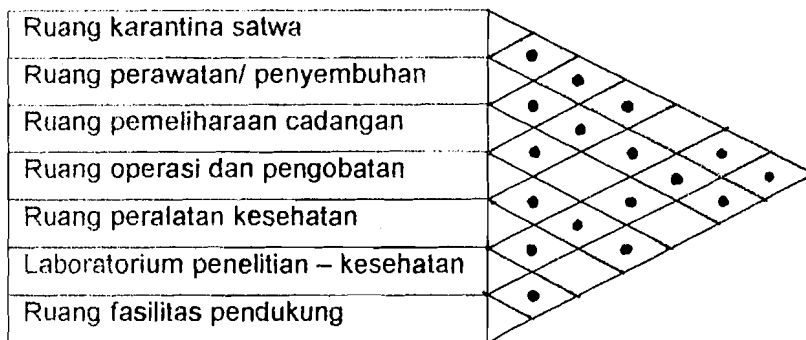 Ruang karantina satwa
Ruang perawatan/ penyembuhan
Ruang pemeliharaan cadangan
Ruang operasi dan pengobatan
Ruang peralatan kesehatan
Laboratorium penelitian – kesehatan
Ruang fasilitas pendukung